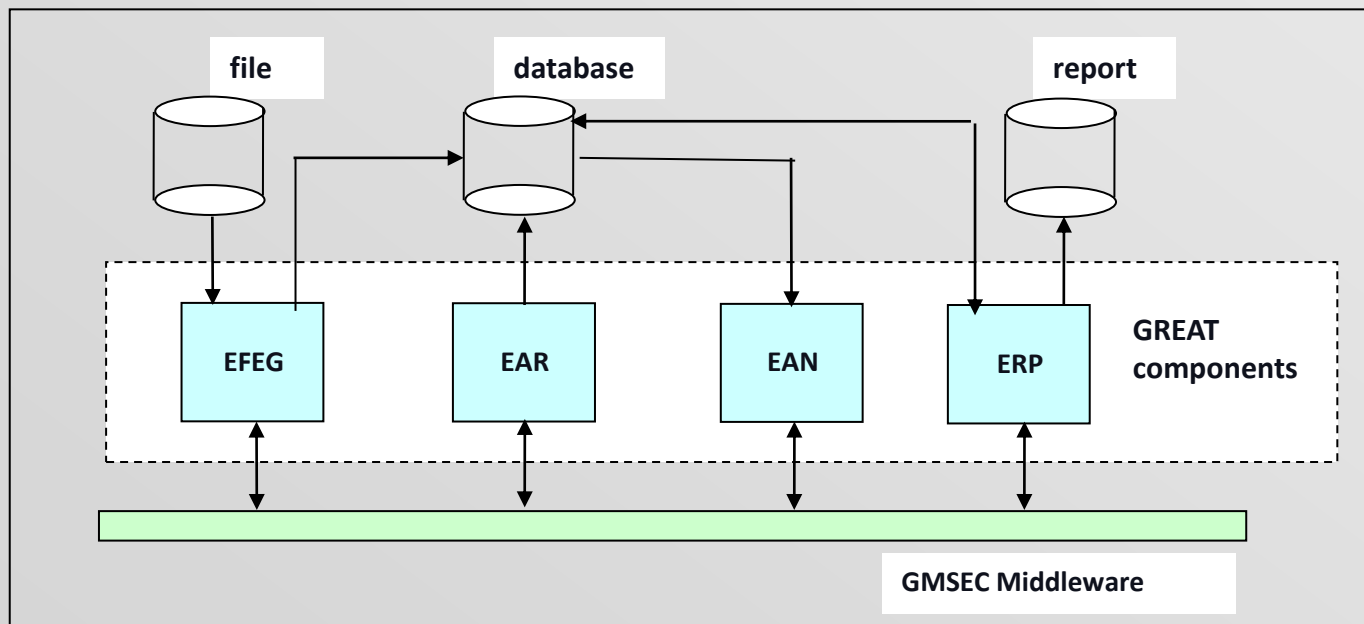 file
database
report
EFEG
EAR
EAN
ERP
GREAT
components
GMSEC Middleware